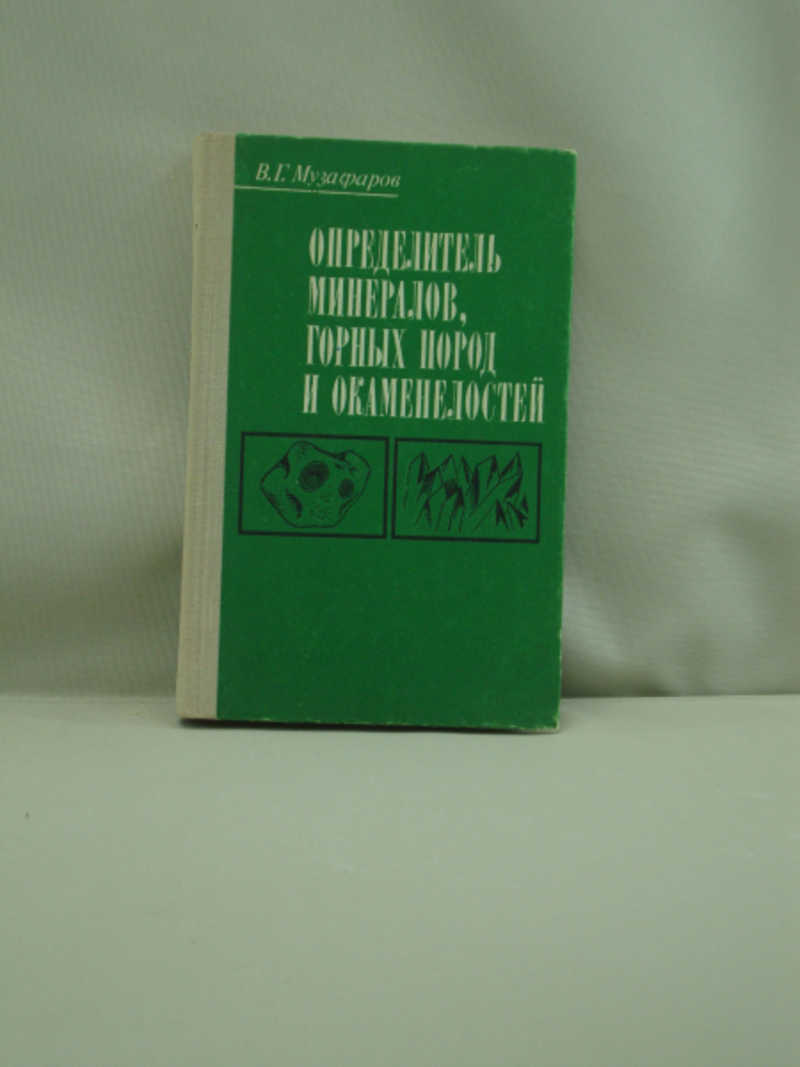 В.Г. Музафаров
ОПРЕДЕЛИТЕЛЬ
МИНЕРАЛОВ,
ГОРНЫХ ПОРОД
И ОКАМЕНЕЛОСТЕЙ